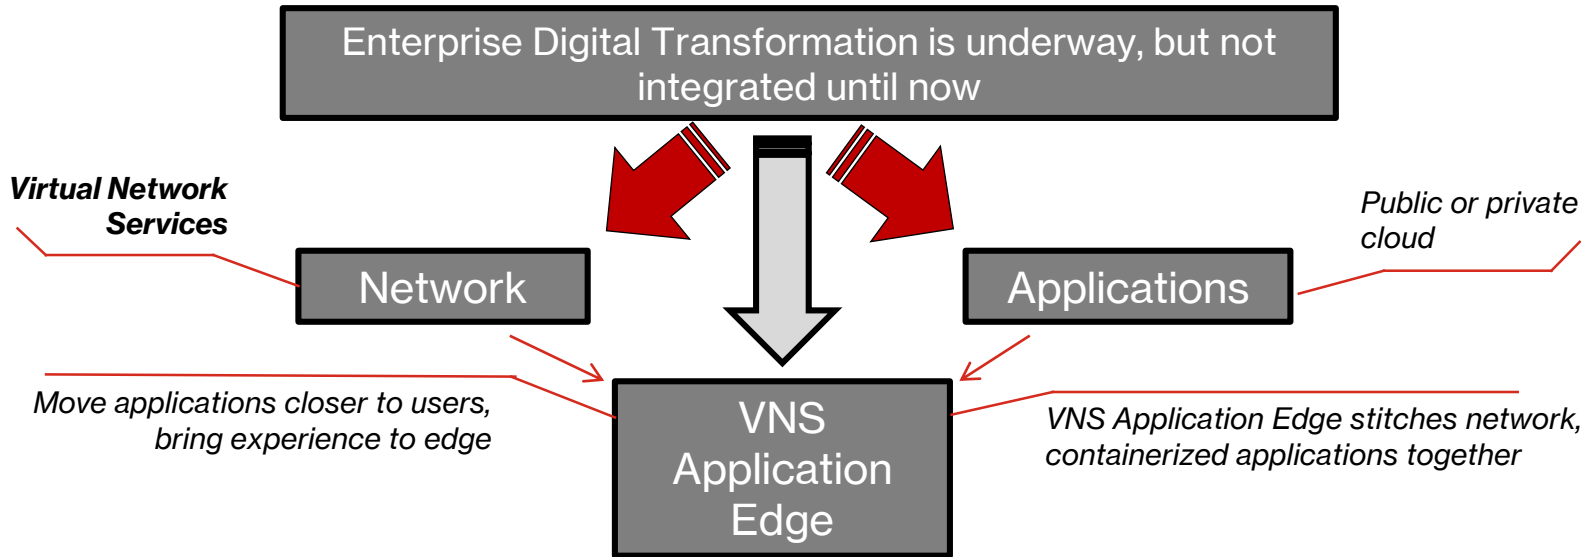 Enterprise Digital Transformation is underway, but not
integrated until now
Virtual Network
Services
Public or private
cloud
Network
Applications
Move applications closer to users,
bring experience to edge
VNS
Application
Edge
VNS Application Edge stitches network,
containerized applications together